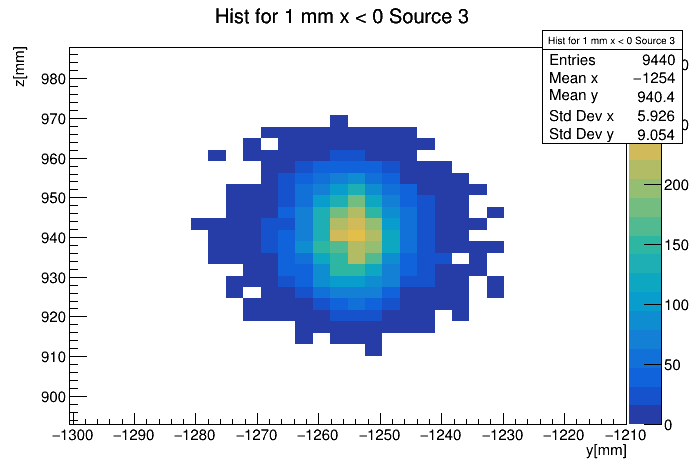 Hist for 1 mm x < 0 Source 3
Hist for 1 mm x < 0 Source 3
Entries 9440
Mean x −1254
Mean y 940.4
Std Dev x 5.926
Std Dev y 9.054
z[mm]
980
970
960
950
940
930
920
910
900
200
150
100
50
0
−1300 −1290 −1280 −1270 −1260 −1250 −1240 −1230 −1220 −1210
y[mm]